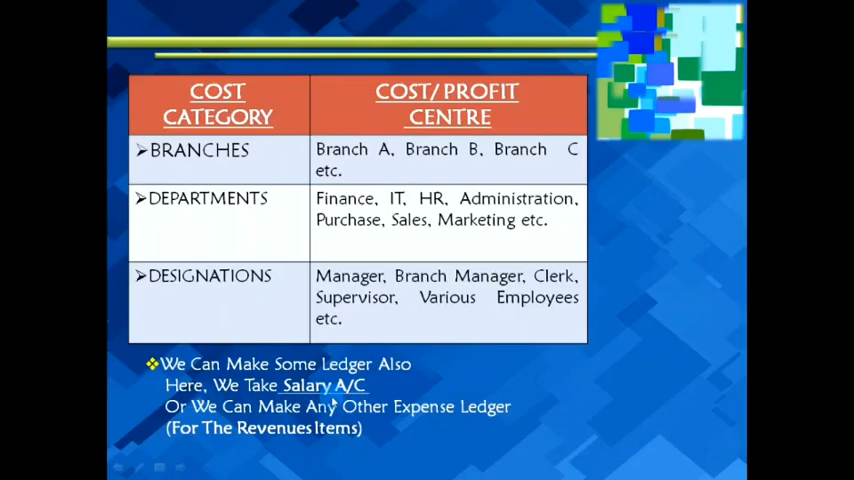 COST
CATEGORY
COST/ PROFIT
CENTRE
➢BRANCHES
Branch A, Branch B, Branch C
etc.
➢DEPARTMENTS
Finance, IT, HR, Administration,
Purchase, Sales, Marketing etc.
➢DESIGNATIONS
Manager, Branch Manager, Clerk,
Supervisor, Various Employees
etc.
❖We Can Make Some Ledger Also
Here, We Take Salary A/C
Or We Can Make Any Other Expense Ledger
(For The Revenues Items)